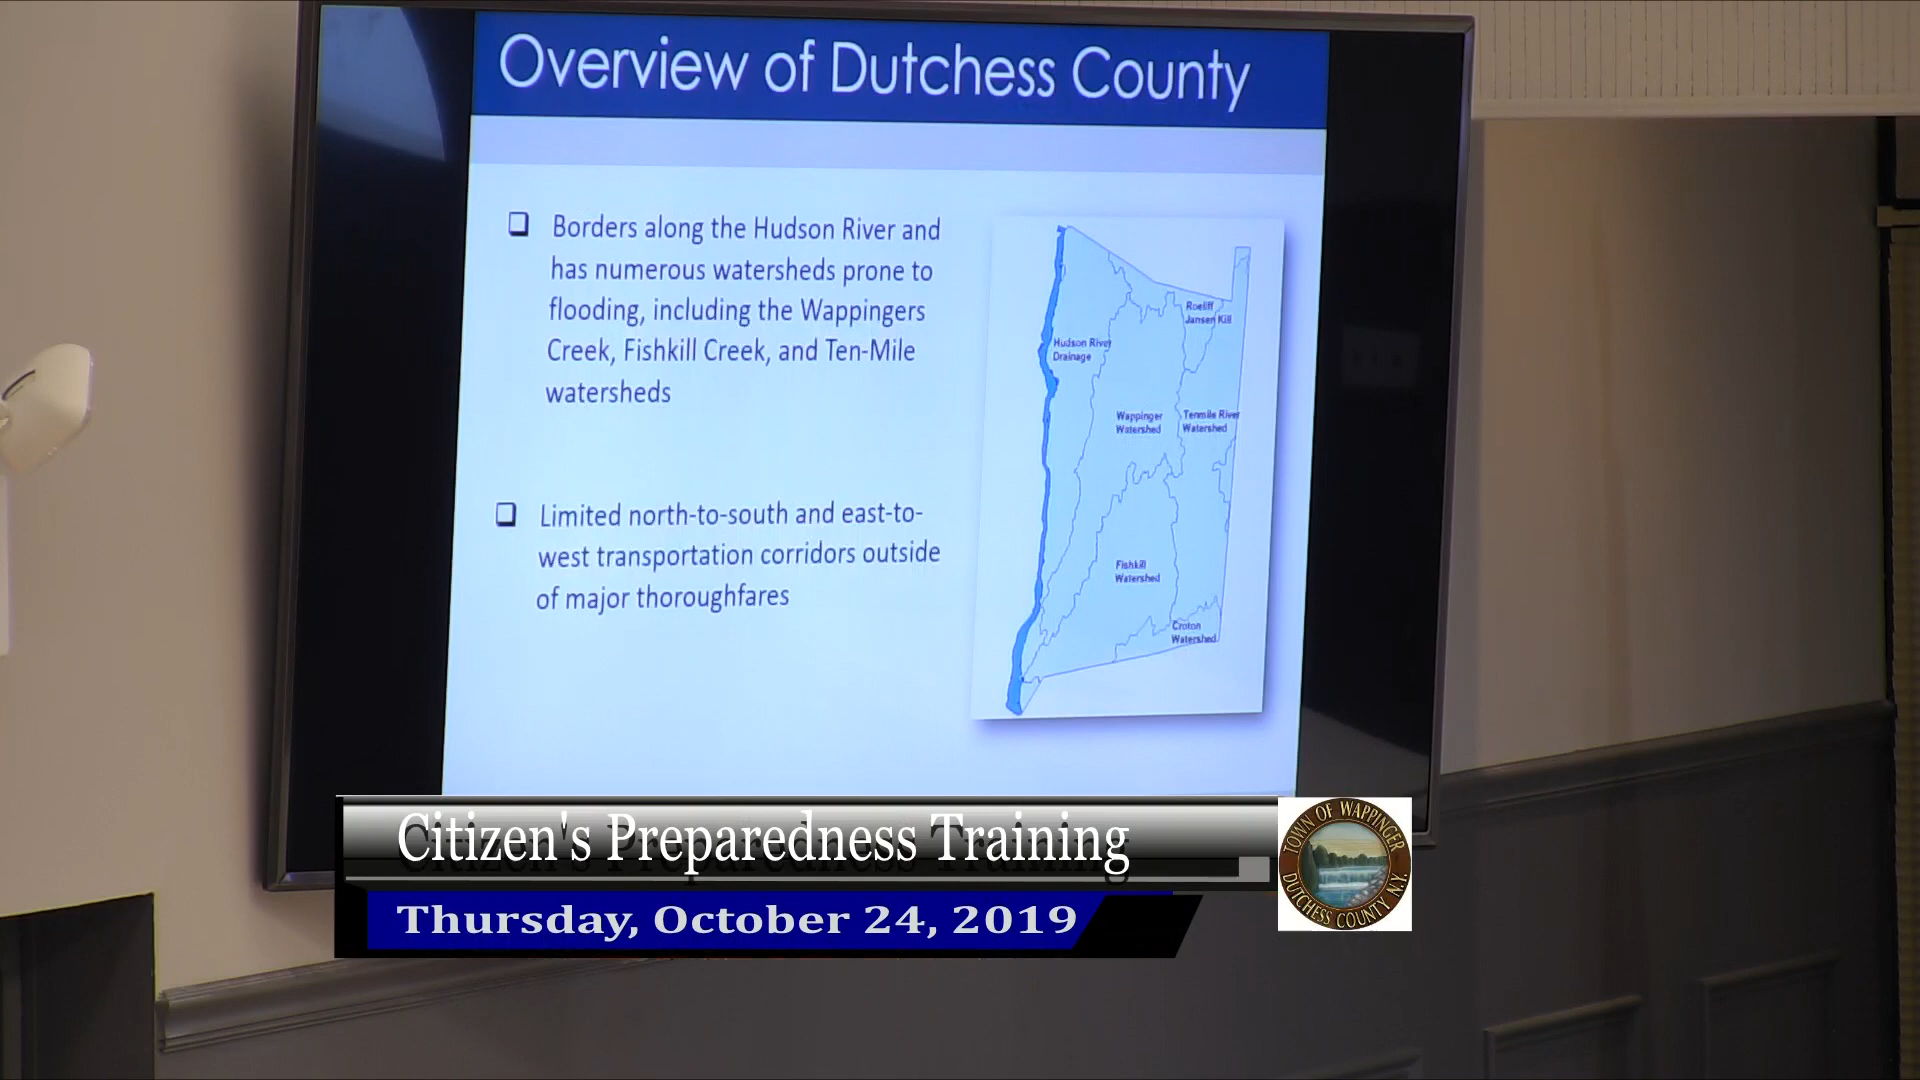 Overview of Dutchess County
❑ Borders along the Hudson River and
has numerous watersheds prone to
flooding, including the Wappingers
Creek, Fishkill Creek, and Ten-Mile
watersheds
❑ Limited north-to-south and east-to-
west transportation corridors outside
of major thoroughfares
Roeliff
Jansen Kill
Hudson River
Drainage
Wappinger
Watershed
Tenmile River
Watershed
Fishkill
Watershed
Croton
Watershed
Citizen's Preparedness Training
Thursday, October 24, 2019
TOWN OF WAPPINGER
DUTCHESS COUNTY N.Y.